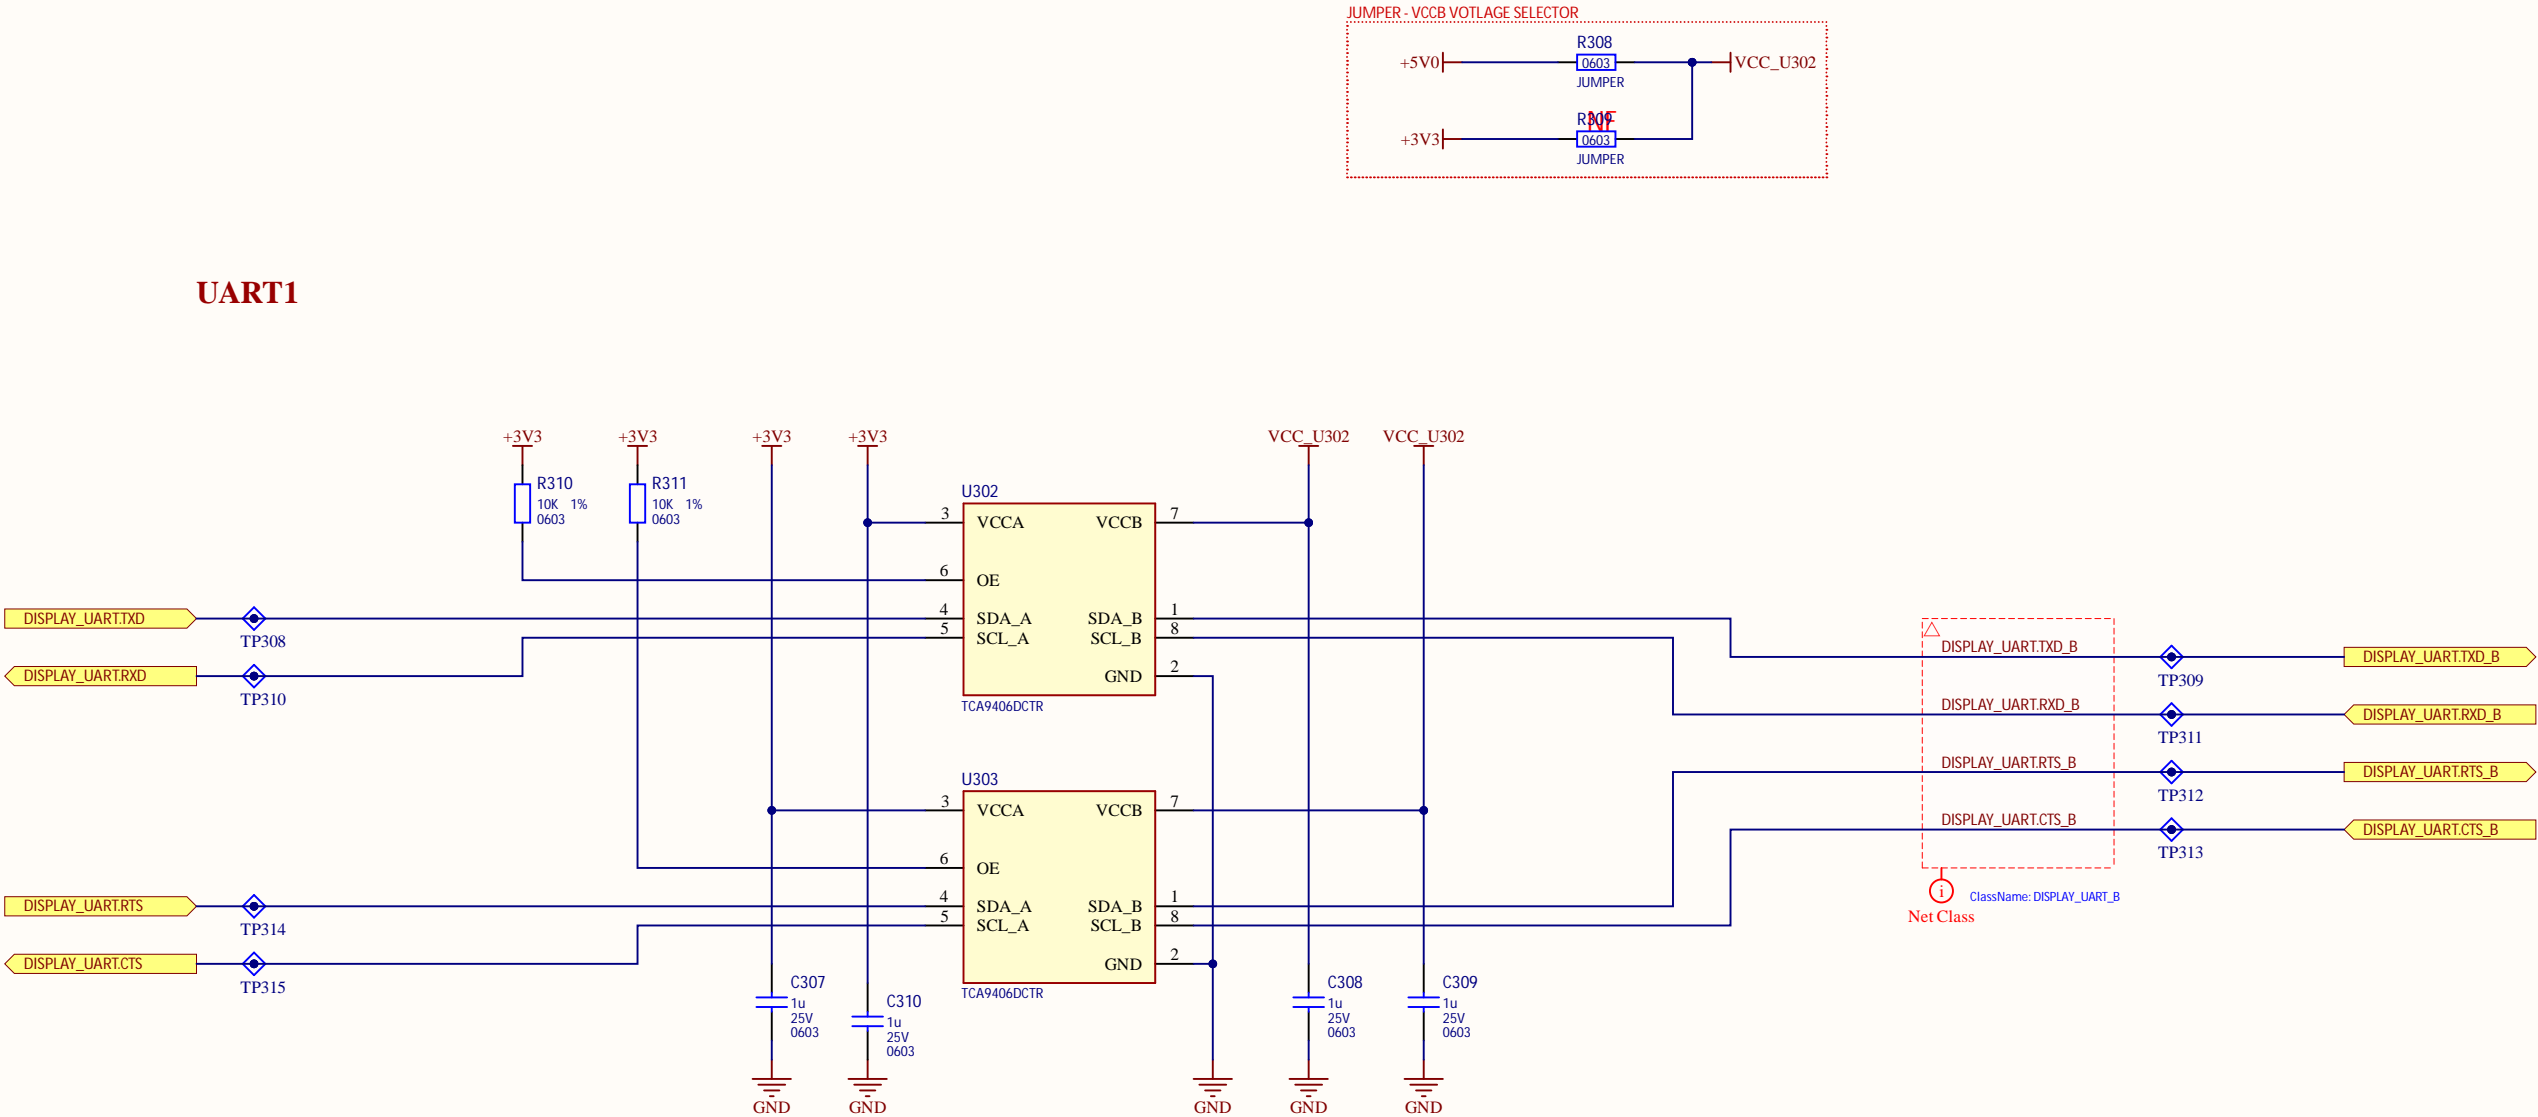 JUMPER - VCCB VOTLAGE SELECTOR
+5V0
R308
0603
JUMPER
VCC_U302
+3V3
R309
NF
0603
JUMPER
UART1
+3V3
+3V3
+3V3
+3V3
VCC_U302
VCC_U302
R310
10K 1%
0603
R311
10K 1%
0603
U302
3 VCCA VCCB 7
6 OE
4 SDA_A SDA_B 1
5 SCL_A SCL_B 8
GND 2
TCA9406DCTR
DISPLAY_UART.TXD
TP308
DISPLAY_UART.RXD
TP310
DISPLAY_UART.TXD_B
TP309
DISPLAY_UART.TXD_B
DISPLAY_UART.RXD_B
TP311
DISPLAY_UART.RXD_B
DISPLAY_UART.RTS_B
TP312
DISPLAY_UART.RTS_B
DISPLAY_UART.CTS_B
TP313
DISPLAY_UART.CTS_B
i
ClassName: DISPLAY_UART_B
Net Class
U303
3 VCCA VCCB 7
6 OE
4 SDA_A SDA_B 1
5 SCL_A SCL_B 8
GND 2
TCA9406DCTR
DISPLAY_UART.RTS
TP314
DISPLAY_UART.CTS
TP315
C307
1u
25V
0603
C310
1u
25V
0603
C308
1u
25V
0603
C309
1u
25V
0603
GND
GND
GND
GND
GND